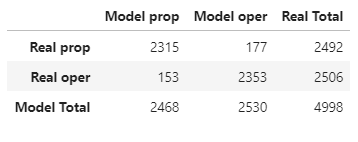 Model prop Model oper Real Total
Real prop 2315 177 2492
Real oper 153 2353 2506
Model Total 2468 2530 4998